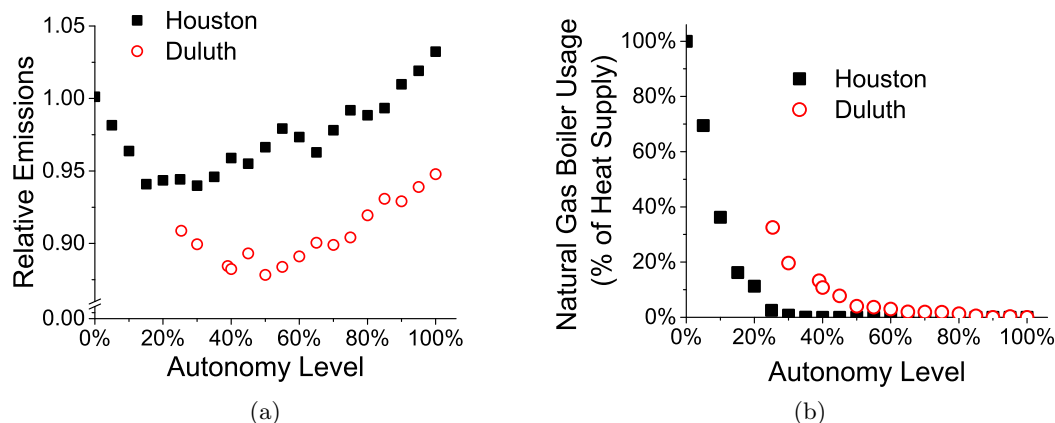 1.05
1.00
0.95
0.90
0.00
Relative Emissions
Houston
Duluth
0% 20% 40% 60% 80% 100%
Autonomy Level
(a)
Natural Gas Boiler Usage
(% of Heat Supply)
100%
80%
60%
40%
20%
0%
Houston
Duluth
0% 20% 40% 60% 80% 100%
Autonomy Level
(b)